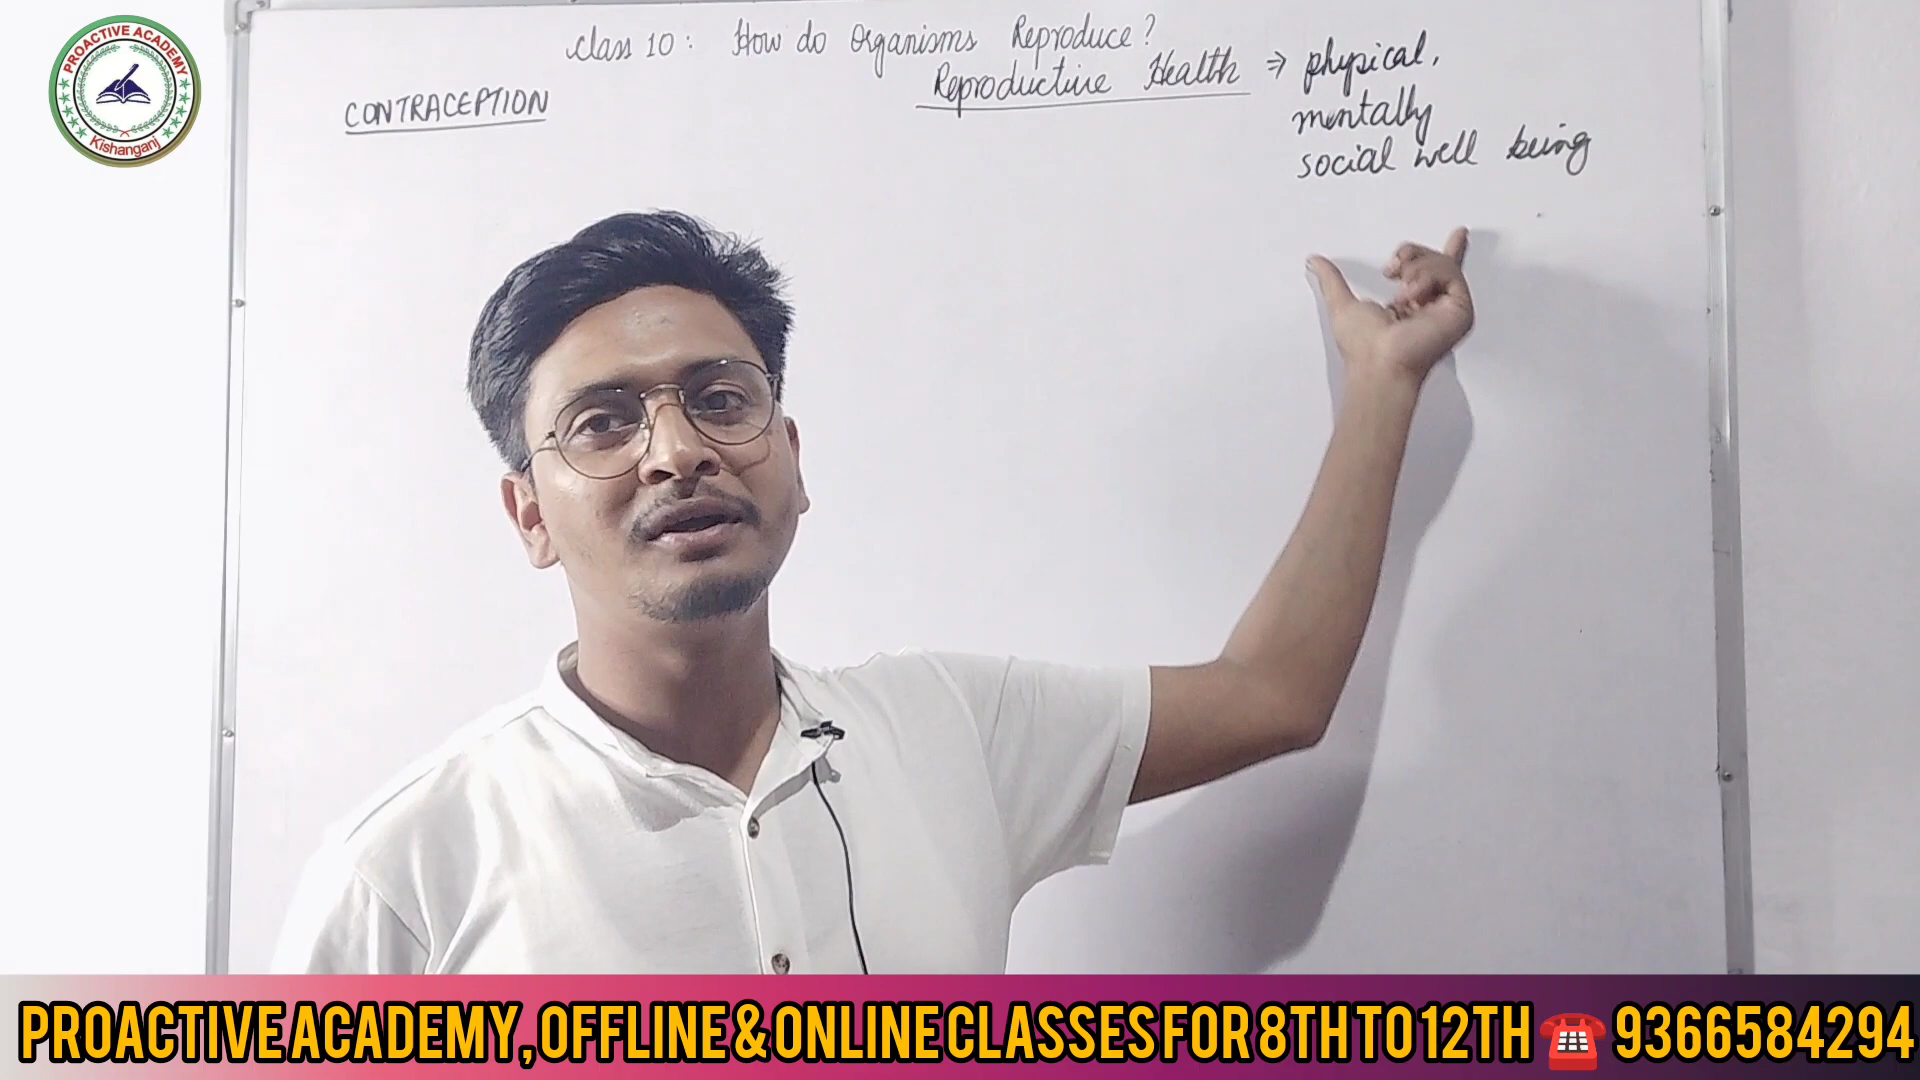 PROACTIVE ACADEMY
Kishanganj
Class 10 : How do Organisms Reproduce ?
Reproductive Health ⇒ physical,
mentally
social well being
CONTRACEPTION
PROACTIVE ACADEMY, OFFLINE & ONLINE CLASSES FOR 8TH TO 12TH ☎ 9366584294